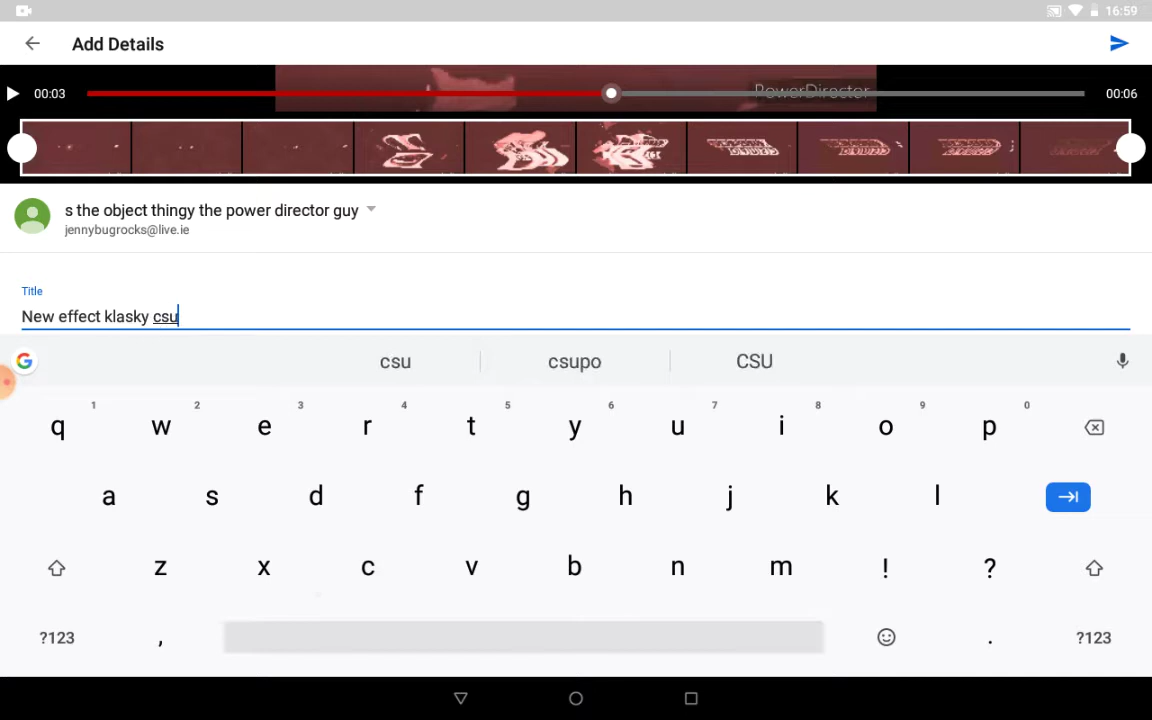 16:59
Add Details
PowerDirector
00:03
00:06
s the object thingy the power director guy
jennybugrocks@live.ie
Title
New effect klasky csu
G
csu csupo CSU
1 2 3 4 5 6 7 8 9 0
q w e r t y u i o p
a s d f g h j k l
z x c v b n m ! ?
?123 , . ?123